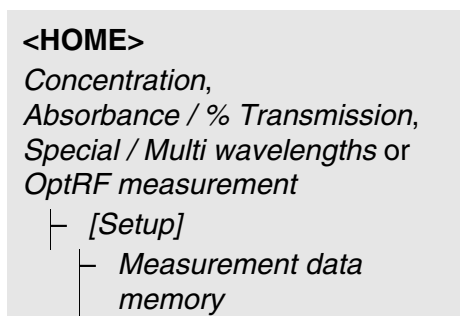 <HOME>
Concentration,
Absorbance / % Transmission,
Special / Multi wavelengths or
OptRF measurement
[Setup]
Measurement data
memory